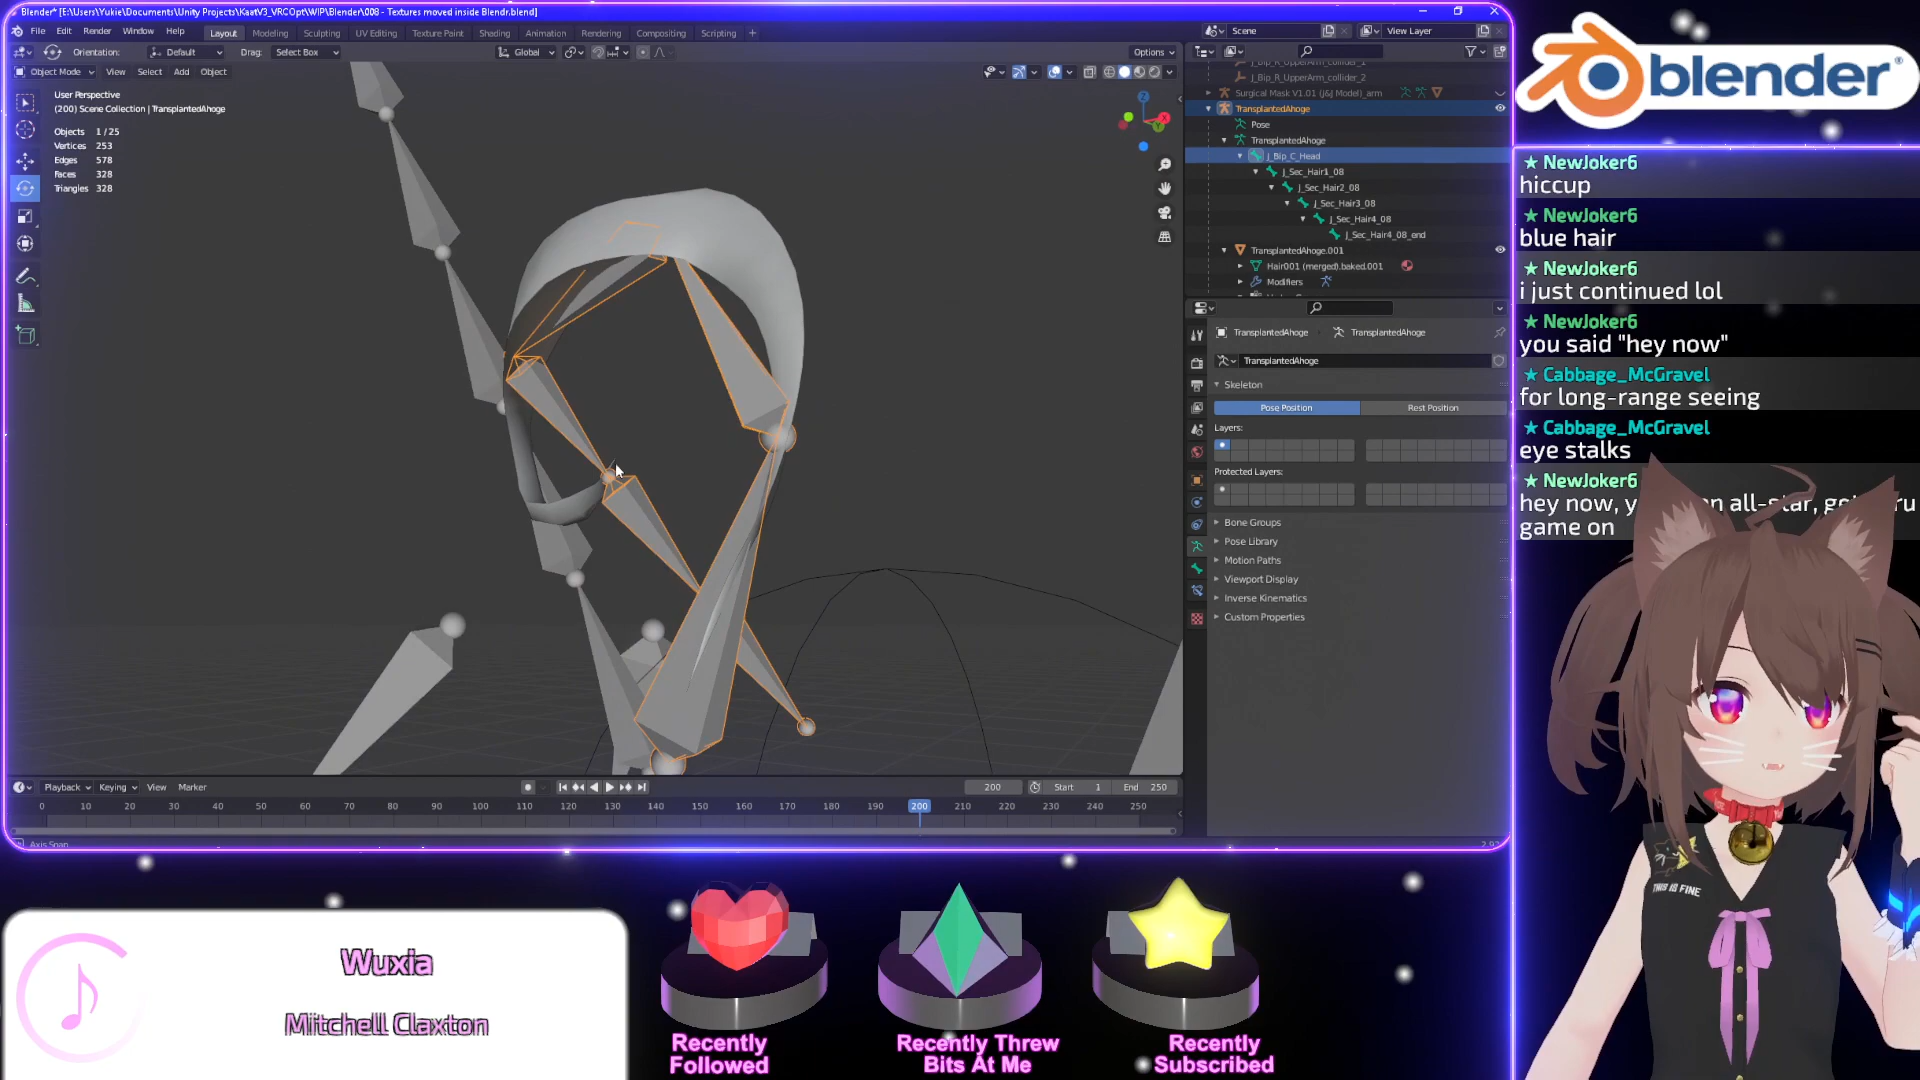 Blender* [E:\Users\Yukie\Documents\Unity Projects\KaatV3_VRCOpt\WIP\Blender\008 - Textures moved inside Blendr.blend]
File Edit Render Window Help Layout Modeling Sculpting UV Editing Texture Paint Shading Animation Rendering Compositing Scripting + Scene View Layer
Orientation: Default Drag: Select Box Global Options
Object Mode View Select Add Object
User Perspective
(200) Scene Collection | TransplantedAhoge
Objects 1/25
Vertices 253
Edges 578
Faces 328
Triangles 328
J_Bip_R_UpperArm_collider_1
J_Bip_R_UpperArm_collider_2
Surgical Mask V1.01 (J&J Model)_arm
TransplantedAhoge
Pose
TransplantedAhoge
J_Bip_C_Head
J_Sec_Hair1_08
J_Sec_Hair2_08
J_Sec_Hair3_08
J_Sec_Hair4_08
J_Sec_Hair4_08_end
TransplantedAhoge.001
Hair001 (merged).baked.001
Modifiers
TransplantedAhoge TransplantedAhoge
TransplantedAhoge
Skeleton
Pose Position Rest Position
Layers:
Protected Layers:
Bone Groups
Pose Library
Motion Paths
Viewport Display
Inverse Kinematics
Custom Properties
Z
Y
X
Playback Keying View Marker 200 Start 1 End 250
0 10 20 30 40 50 60 70 80 90 100 110 120 130 140 150 160 170 180 190 200 210 220 230 240 250
Axis Snap
blender
NewJoker6
hiccup
NewJoker6
blue hair
NewJoker6
i just continued lol
NewJoker6
you said "hey now"
Cabbage_McGravel
for long-range seeing
Cabbage_McGravel
eye stalks
NewJoker6
hey now, all-star,
game on
THIS IS FINE
Wuxia
Mitchell Claxton
Recently
Followed
Recently Threw
Bits At Me
Recently
Subscribed